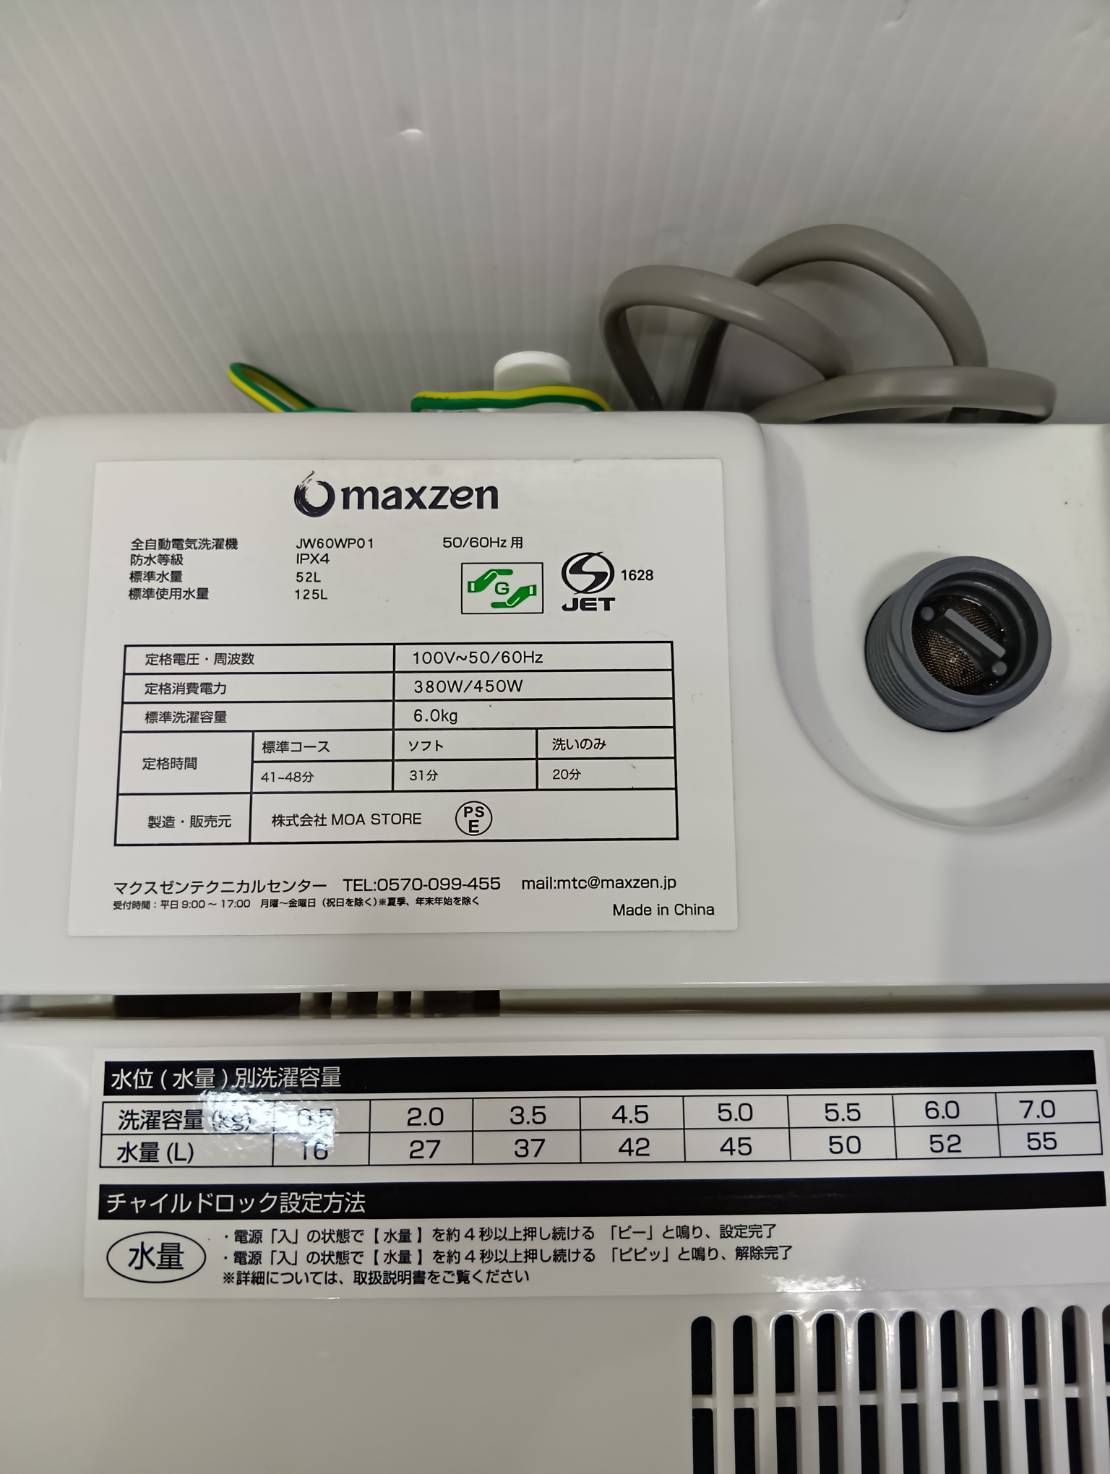 maxzen
全自動電気洗濯機 JW60WP01 50/60Hz 用
防水等級 IPX4
標準水量 52L
標準使用水量 125L
G
JET 1628
定格電圧・周波数 100V~50/60Hz
定格消費電力 380W/450W
標準洗濯容量 6.0kg
定格時間 標準コース ソフト 洗いのみ
41-48分 31分 20分
製造・販売元 株式会社 MOA STORE PSE
マクスゼンテクニカルセンター TEL:0570-099-455 mail:mtc@maxzen.jp
受付時間:平日 9:00~17:00 月曜~金曜日(祝日を除く)※夏季、年末年始を除く
Made in China
水位(水量)別洗濯容量
洗濯容量(kg) 0.5 2.0 3.5 4.5 5.0 5.5 6.0 7.0
水量(L) 16 27 37 42 45 50 52 55
チャイルドロック設定方法
水量
・電源「入」の状態で【水量】を約4秒以上押し続ける 「ピー」と鳴り、設定完了
・電源「入」の状態で【水量】を約4秒以上押し続ける 「ピピッ」と鳴り、解除完了
※詳細については、取扱説明書をご覧ください